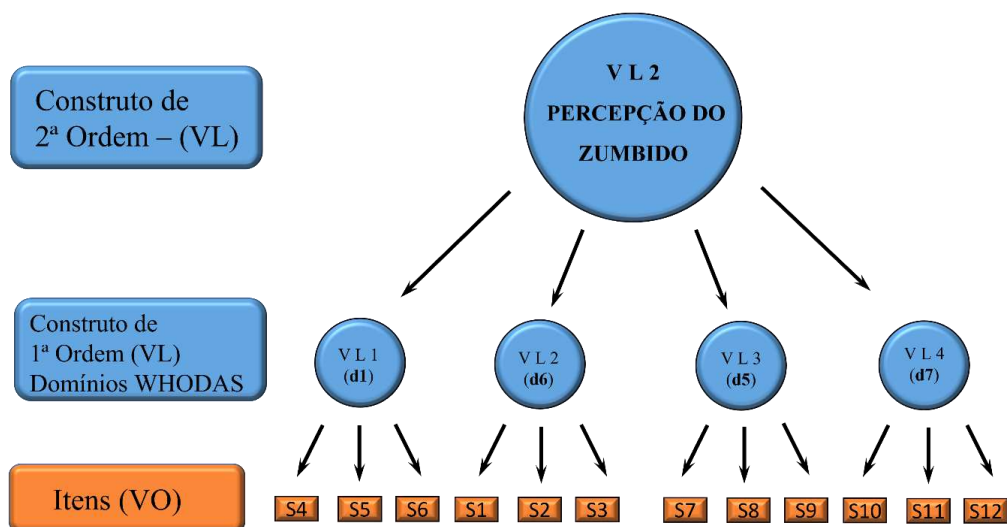 Construto de
2ª Ordem – (VL)
V L 2
PERCEPÇÃO DO
ZUMBIDO
Construto de
1ª Ordem (VL)
Domínios WHODAS
V L 1
(d1)
V L 2
(d6)
V L 3
(d5)
V L 4
(d7)
Itens (VO)
S4
S5
S6
S1
S2
S3
S7
S8
S9
S10
S11
S12